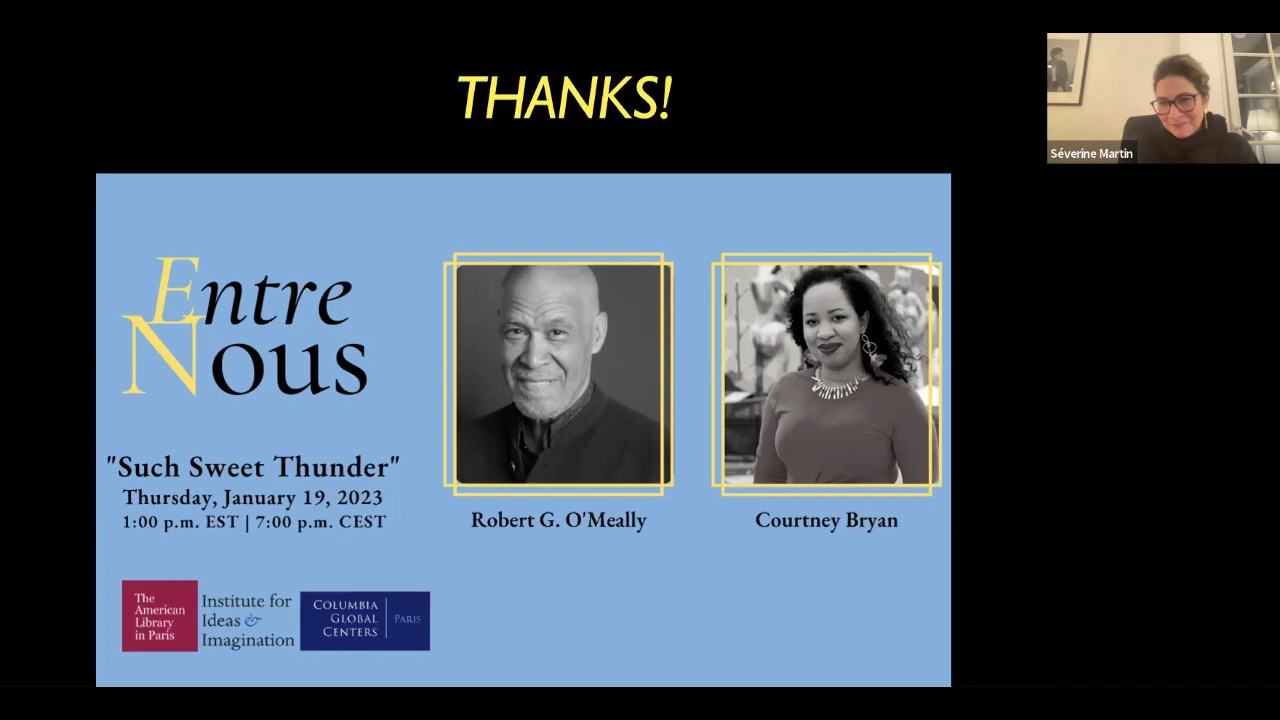 THANKS!
Séverine Martin
Entre
Nous
"Such Sweet Thunder"
Thursday, January 19, 2023
1:00 p.m. EST | 7:00 p.m. CEST
Robert G. O'Meally
Courtney Bryan
The
American
Library
in Paris
Institute for
Ideas &
Imagination
COLUMBIA
GLOBAL
CENTERS
PARIS